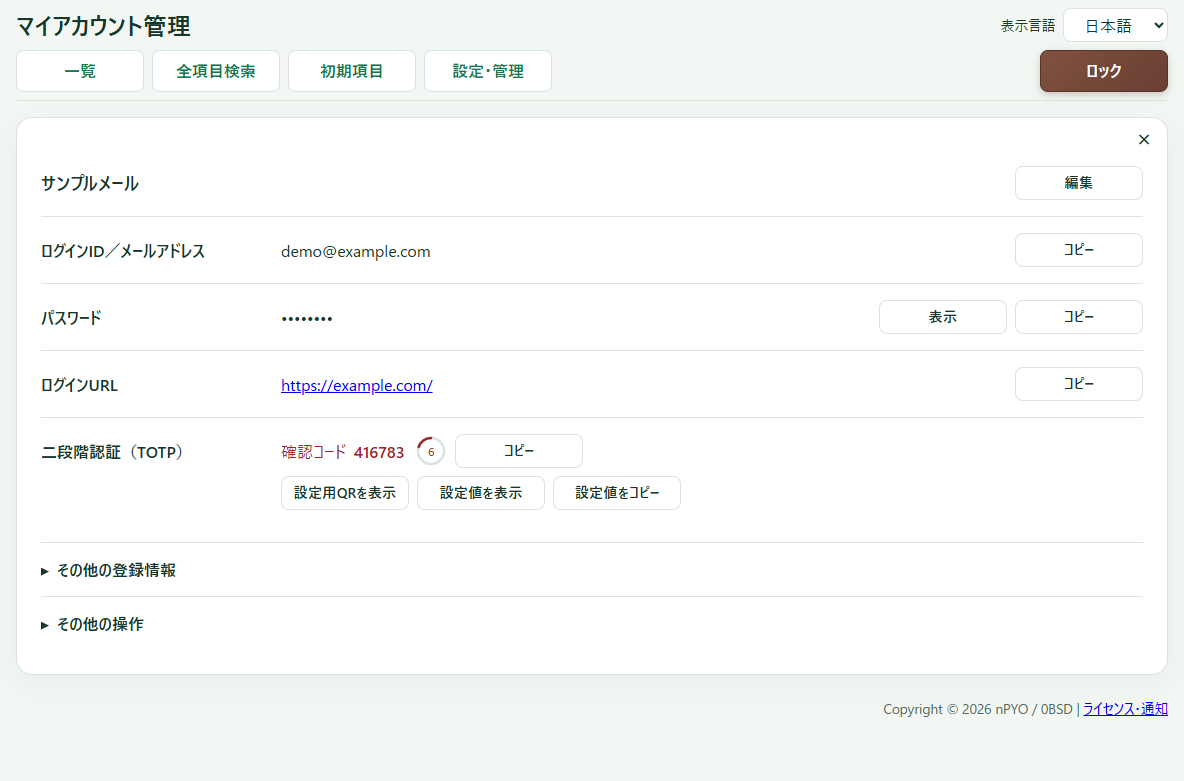 マイアカウント管理
表示言語 日本語
一覧 全項目検索 初期項目 設定・管理 ロック
×
サンプルメール 編集
ログインID／メールアドレス demo@example.com コピー
パスワード •••••••• 表示 コピー
ログインURL https://example.com/ コピー
二段階認証（TOTP） 確認コード 416783 6 コピー
設定用QRを表示 設定値を表示 設定値をコピー
▶ その他の登録情報
▶ その他の操作
Copyright © 2026 nPYO / 0BSD | ライセンス・通知